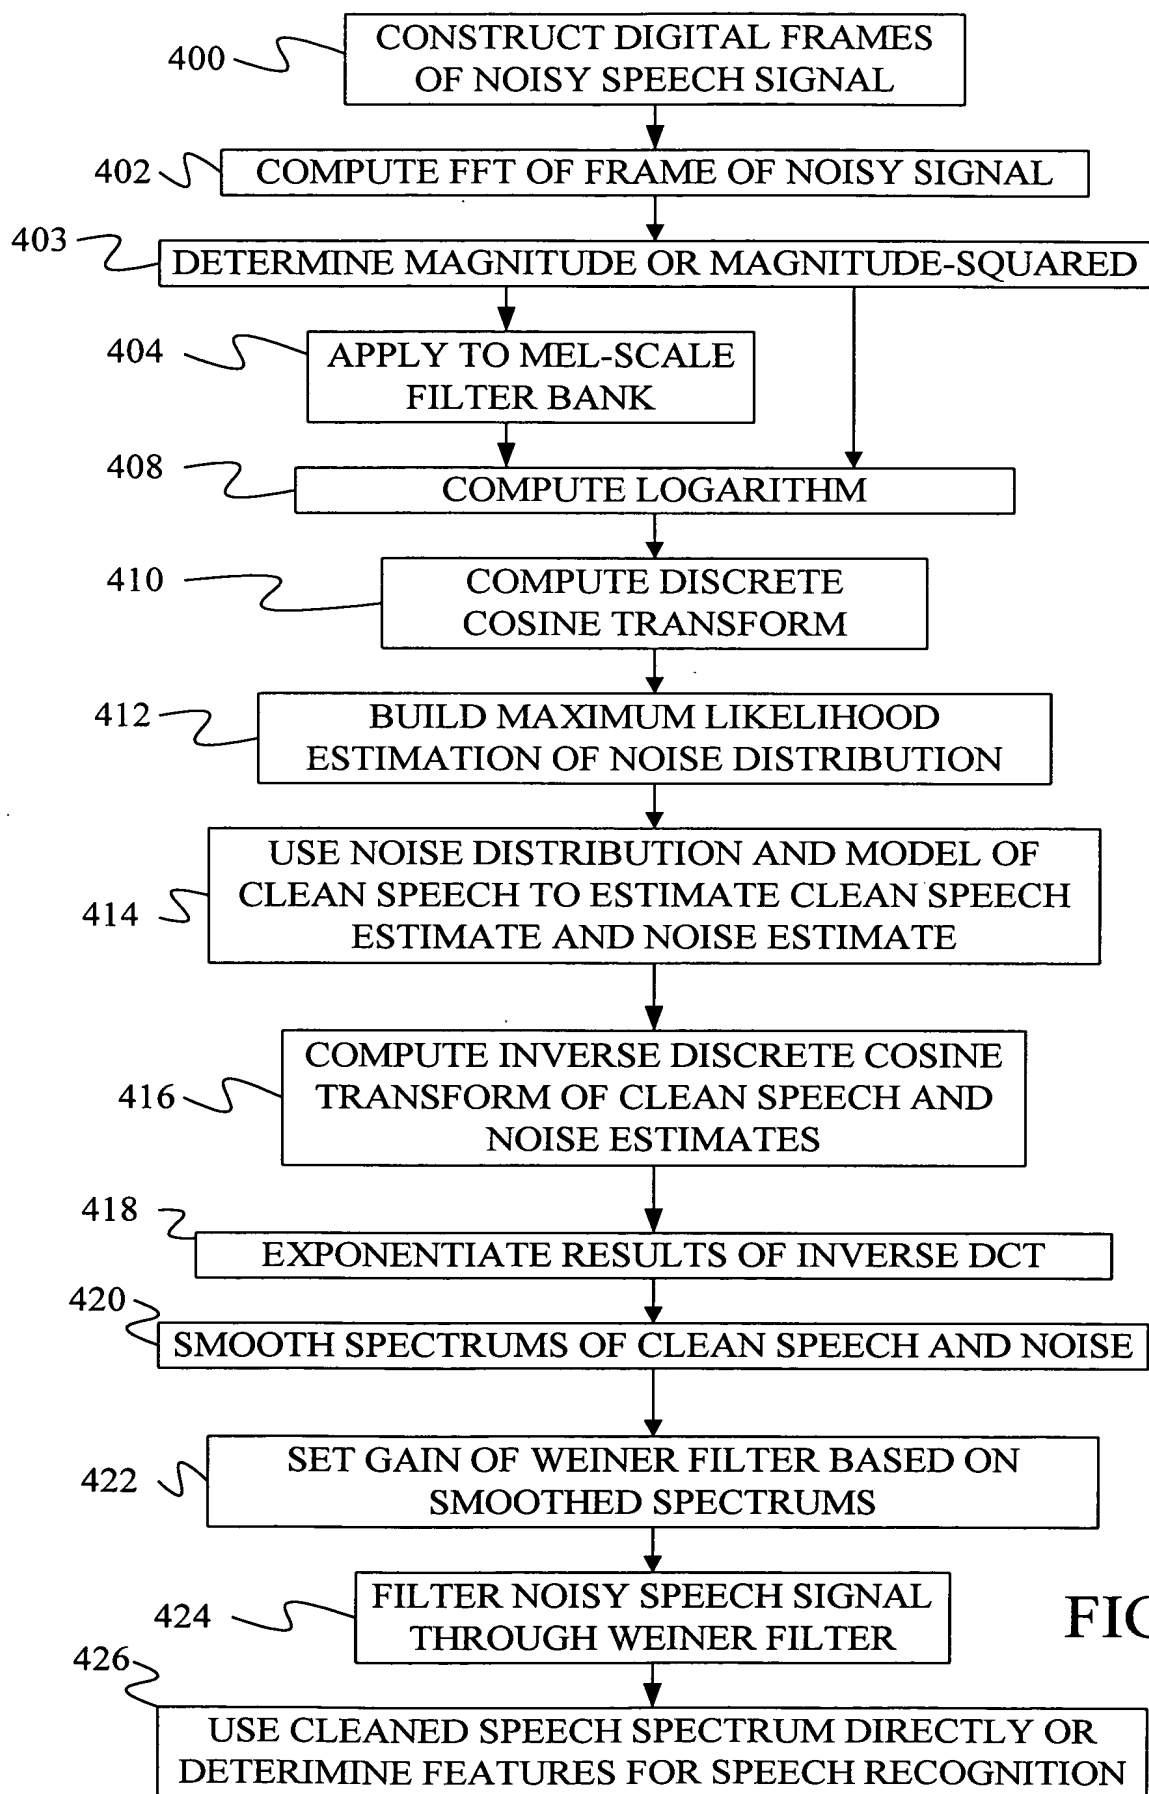 400
CONSTRUCT DIGITAL FRAMES
OF NOISY SPEECH SIGNAL
402
COMPUTE FFT OF FRAME OF NOISY SIGNAL
403
DETERMINE MAGNITUDE OR MAGNITUDE-SQUARED
404
APPLY TO MEL-SCALE
FILTER BANK
408
COMPUTE LOGARITHM
410
COMPUTE DISCRETE
COSINE TRANSFORM
412
BUILD MAXIMUM LIKELIHOOD
ESTIMATION OF NOISE DISTRIBUTION
414
USE NOISE DISTRIBUTION AND MODEL OF
CLEAN SPEECH TO ESTIMATE CLEAN SPEECH
ESTIMATE AND NOISE ESTIMATE
416
COMPUTE INVERSE DISCRETE COSINE
TRANSFORM OF CLEAN SPEECH AND
NOISE ESTIMATES
418
EXPONENTIATE RESULTS OF INVERSE DCT
420
SMOOTH SPECTRUMS OF CLEAN SPEECH AND NOISE
422
SET GAIN OF WEINER FILTER BASED ON
SMOOTHED SPECTRUMS
424
FILTER NOISY SPEECH SIGNAL
THROUGH WEINER FILTER
FIG
426
USE CLEANED SPEECH SPECTRUM DIRECTLY OR
DETERIMINE FEATURES FOR SPEECH RECOGNITION